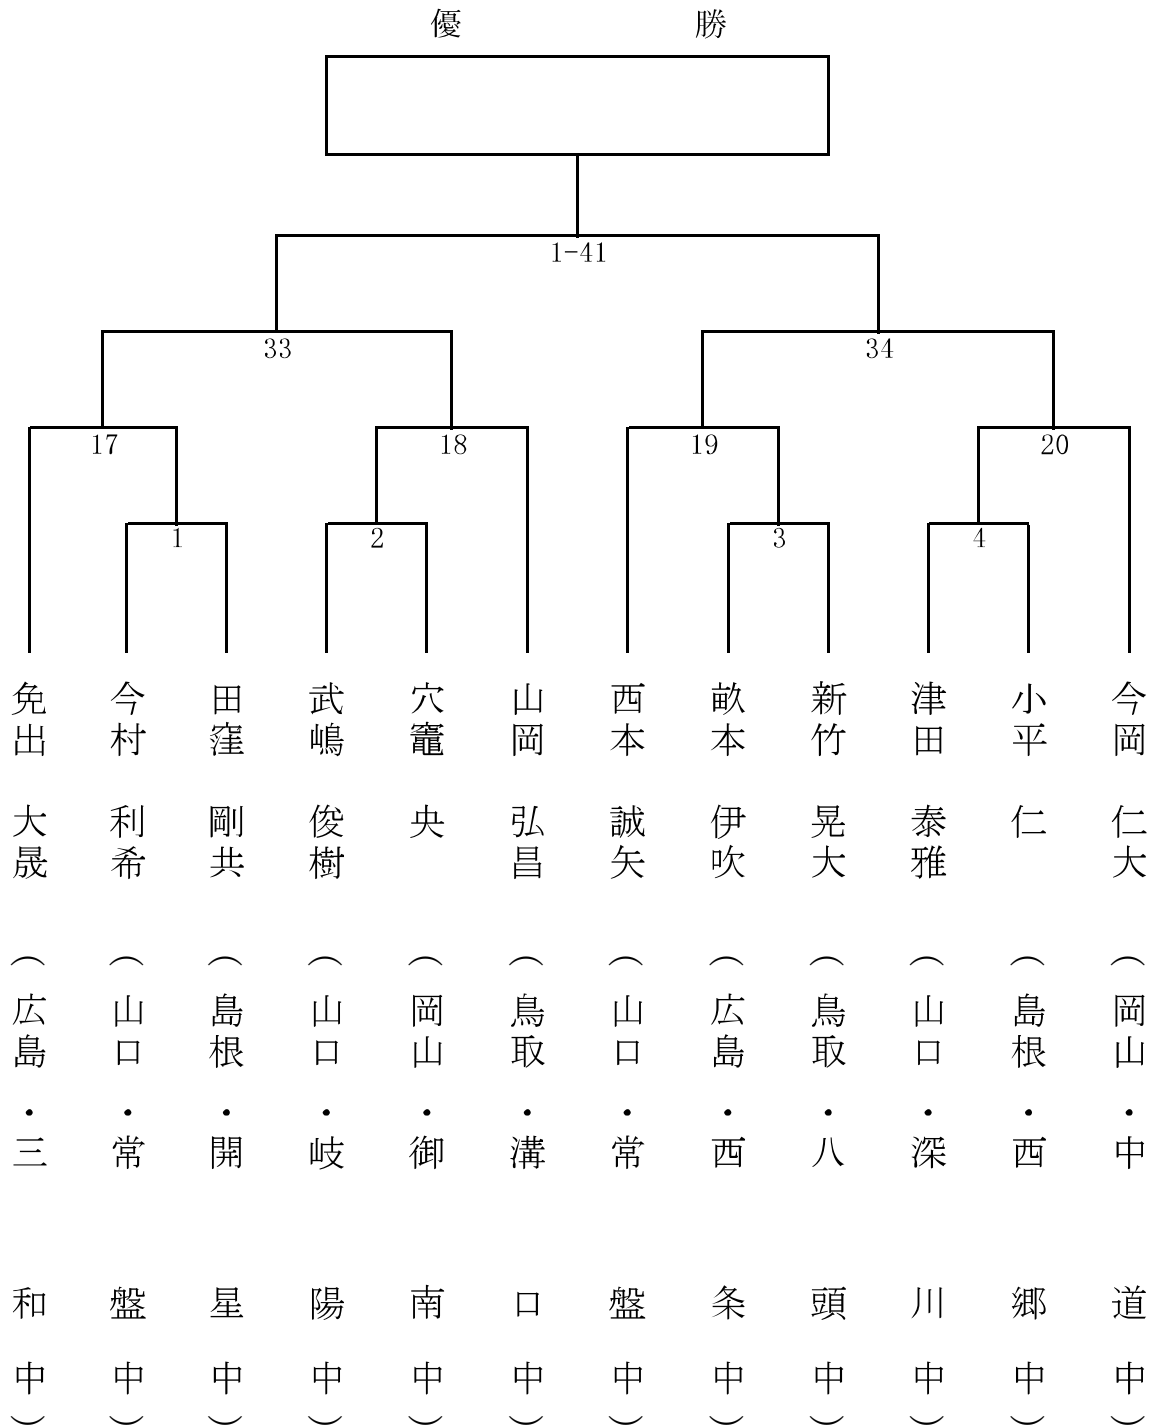 優　勝
1-41
33
34
17
18
19
20
1
2
3
4
免出 大晟 （広島・三和中）
今村 利希 （山口・常盤中）
田窪 剛共 （島根・開星中）
武嶋 俊樹 （山口・岐陽中）
穴竈 央 （岡山・御南中）
山岡 弘昌 （鳥取・溝口中）
西本 誠矢 （山口・常盤中）
畝本 伊吹 （広島・西条中）
新竹 晃大 （鳥取・八頭中）
津田 泰雅 （山口・深川中）
小平 仁 （島根・西郷中）
今岡 仁大 （岡山・中道中）